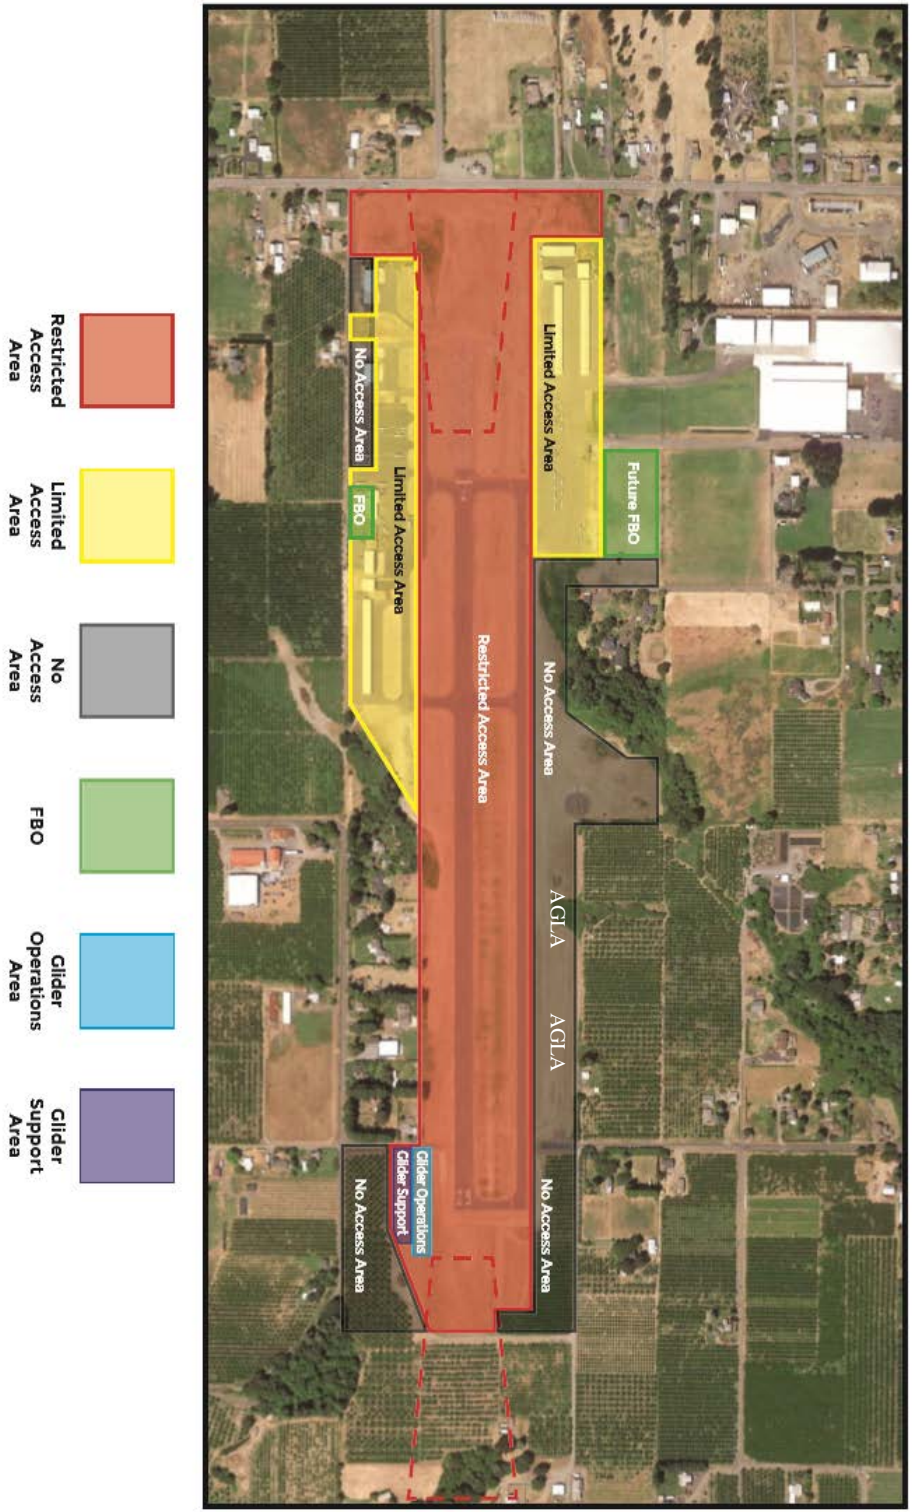 Future FBO
Limited Access Area
No Access Area
AGLA
AGLA
No Access Area
Restricted Access Area
Limited Access Area
No Access Area
FBO
Glider Operations
Glider Support
No Access Area
Restricted
Access
Area
Limited
Access
Area
No
Access
Area
FBO
Glider
Operations
Area
Glider
Support
Area